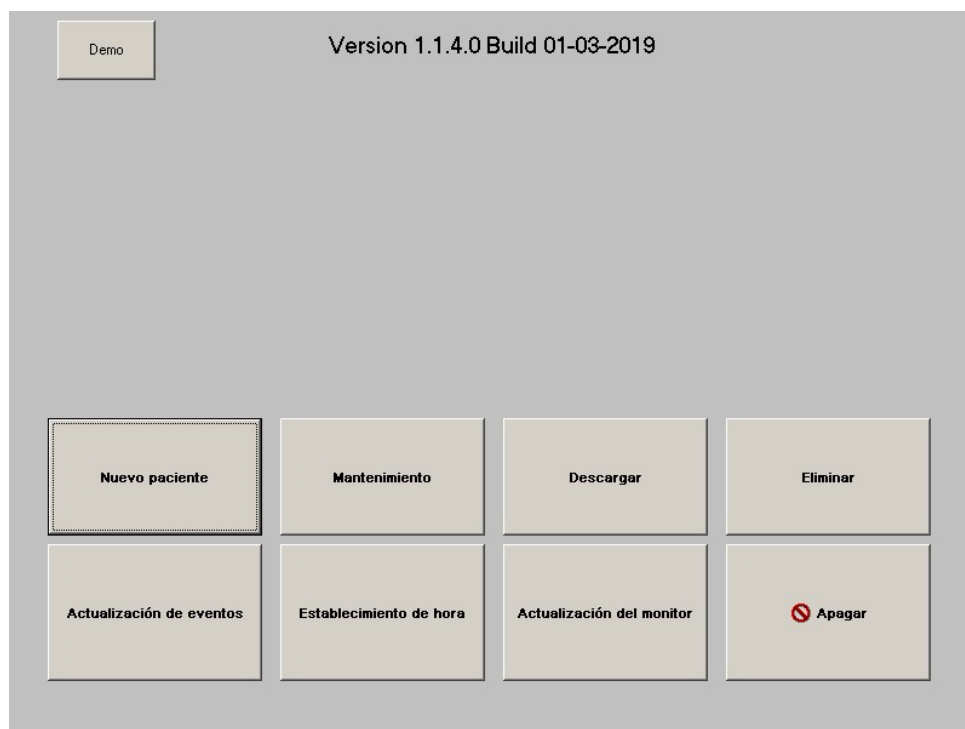 Demo
Version 1.1.4.0 Build 01-03-2019
Nuevo paciente
Mantenimiento
Descargar
Eliminar
Actualización de eventos
Establecimiento de hora
Actualización del monitor
Apagar